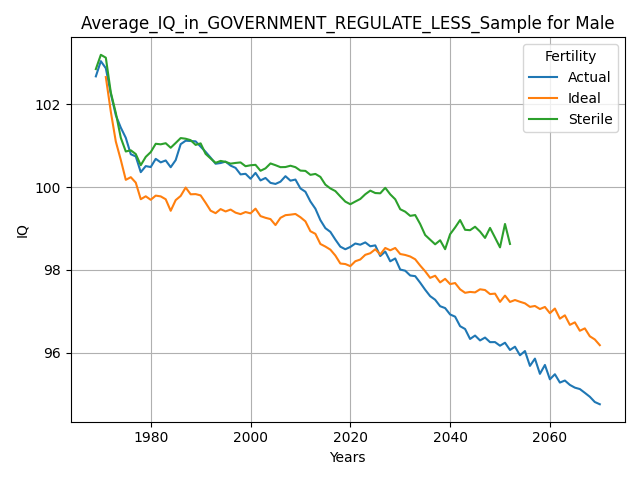 Average_IQ_in_GOVERNMENT_REGULATE_LESS_Sample for Male
Fertility
Actual
Ideal
Sterile
102
100
98
96
IQ
1980
2000
2020
2040
2060
Years